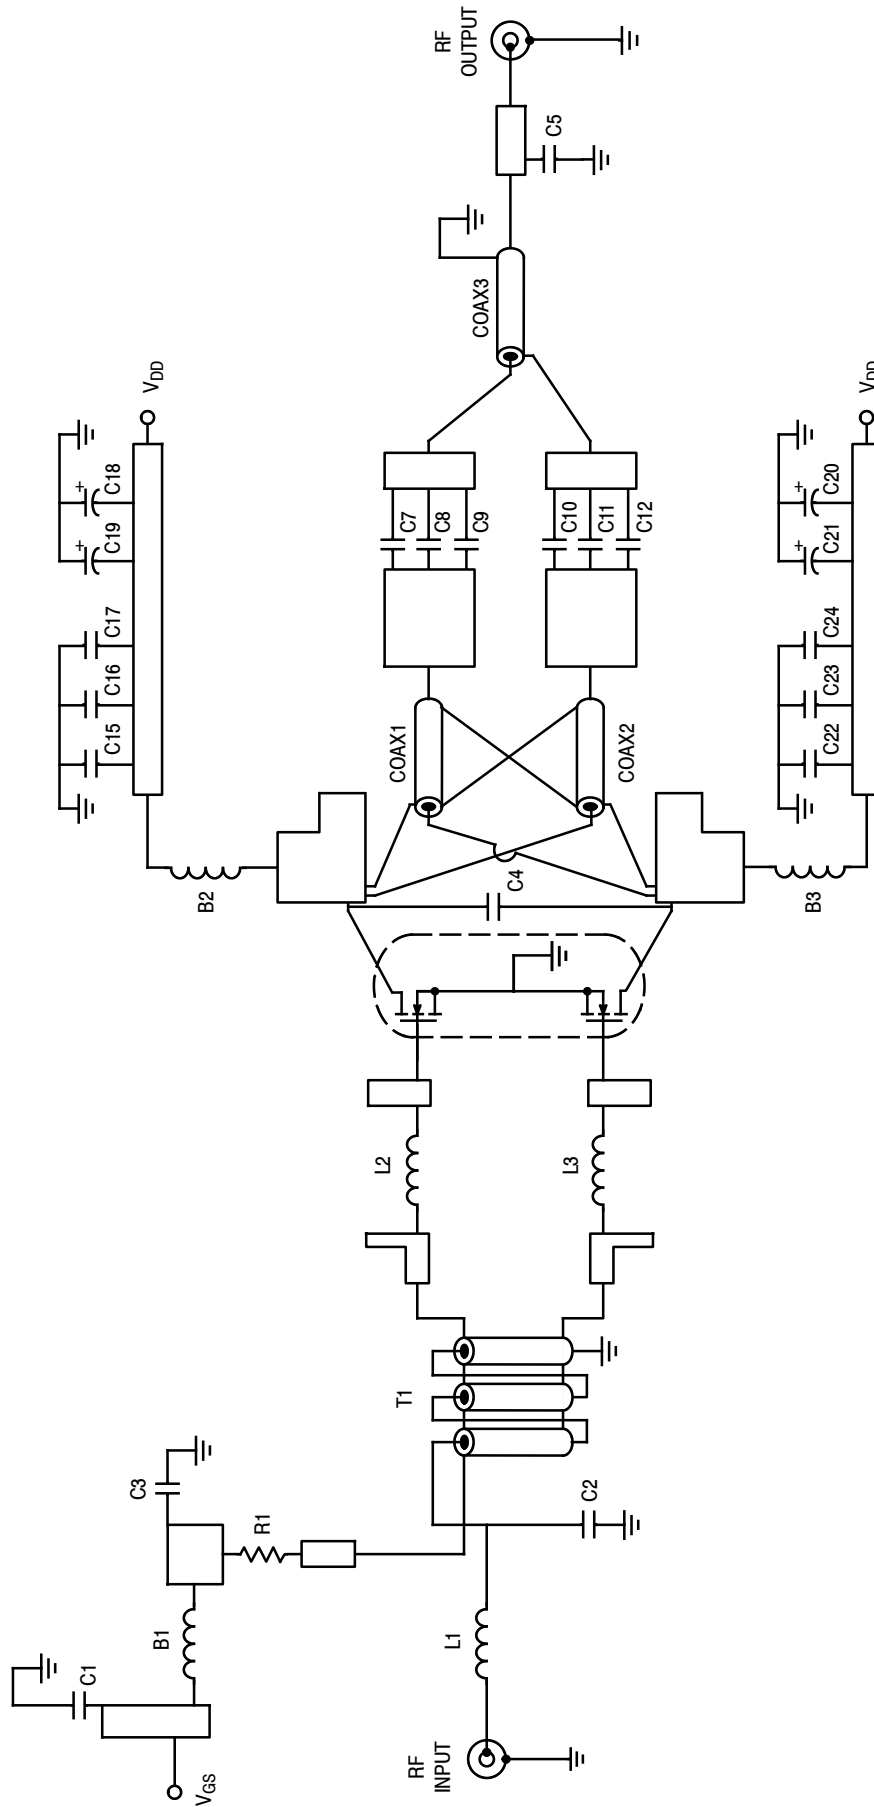 VGS
C1
B1
C3
R1
RF
INPUT
L1
C2
T1
L2
L3
B2
B3
C4
COAX1
COAX2
C15
C16
C17
C19
+
C18
+
VDD
C7
C8
C9
C10
C11
C12
C22
C23
C24
C21
+
C20
+
VDD
COAX3
C5
RF
OUTPUT